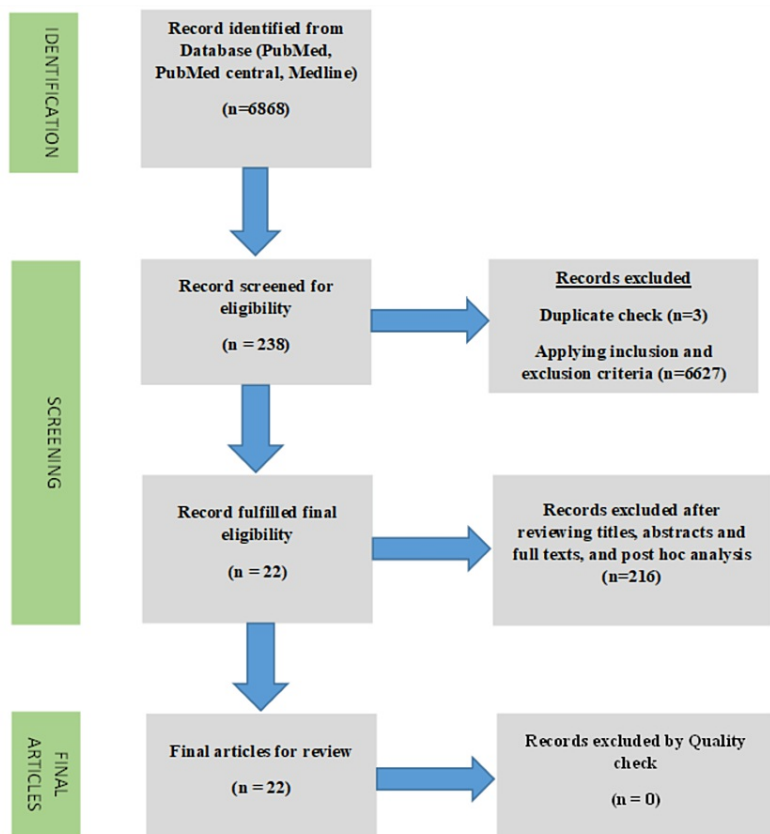 IDENTIFICATION
Record identified from
Database (PubMed,
PubMed central, Medline)
(n=6868)
SCREENING
Record screened for
eligibility
(n = 238)
Records excluded
Duplicate check (n=3)
Applying inclusion and
exclusion criteria (n=6627)
Record fulfilled final
eligibility
(n = 22)
Records excluded after
reviewing titles, abstracts and
full texts, and post hoc analysis
(n=216)
FINAL
ARTICLES
Final articles for review
(n = 22)
Records excluded by Quality
check
(n = 0)